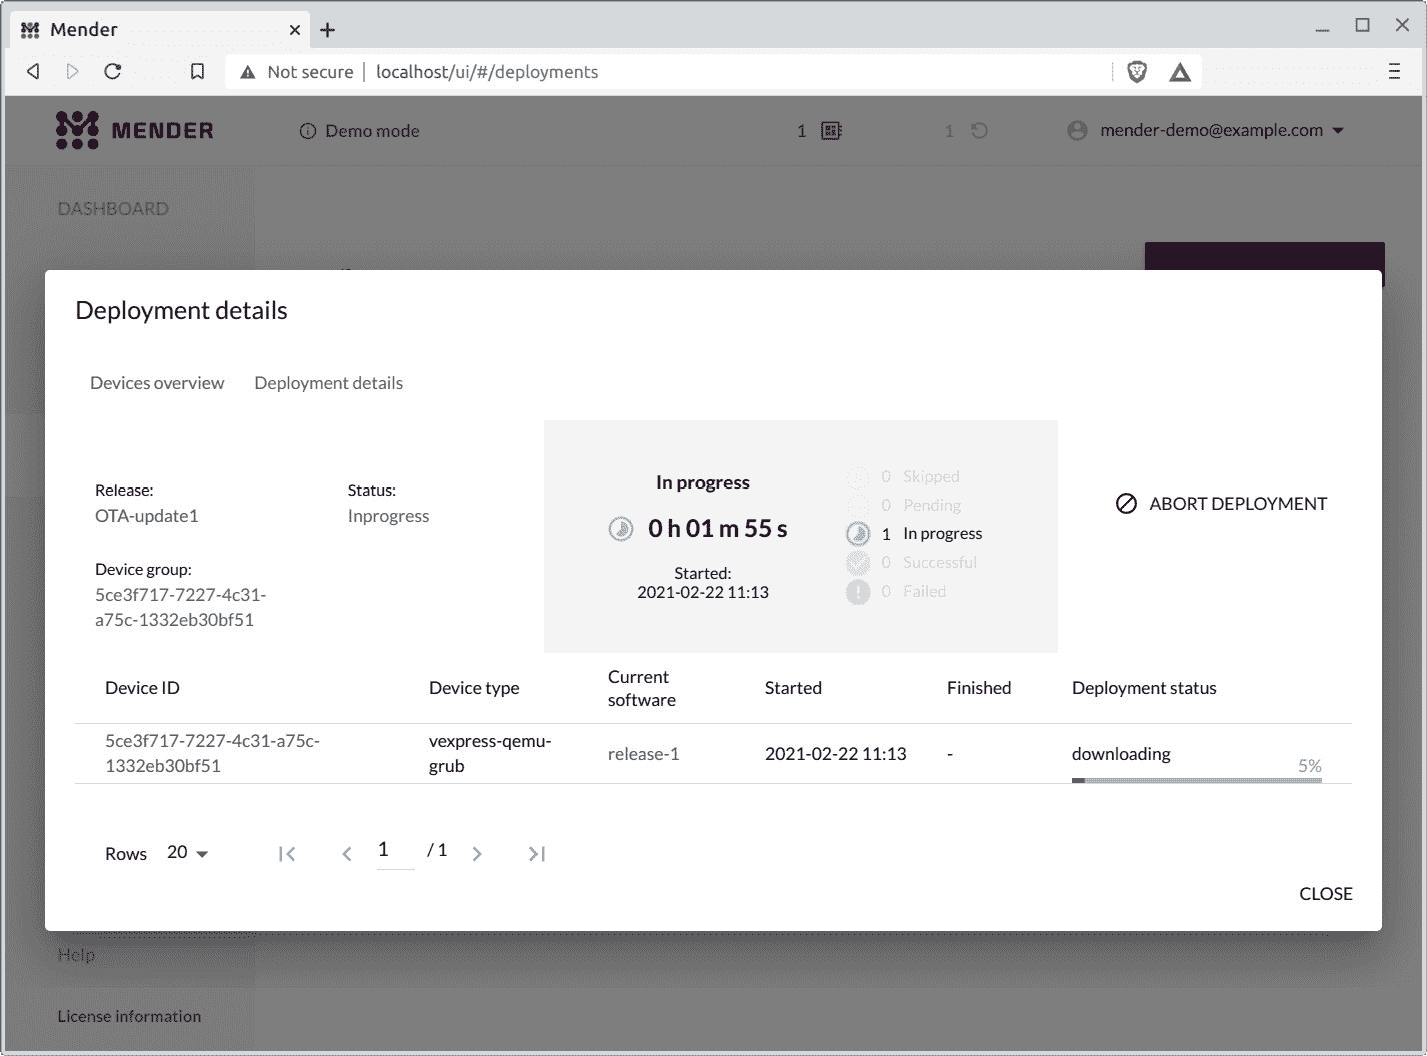 Mender
Not secure localhost/ui/#/deployments
MENDER Demo mode 1 1 mender-demo@example.com
DASHBOARD
Deployment details
Devices overview Deployment details
Release:
OTA-update1
Status:
Inprogress
Device group:
5ce3f717-7227-4c31-
a75c-1332eb30bf51
In progress
0 h 01 m 55 s
Started:
2021-02-22 11:13
0 Skipped
0 Pending
1 In progress
0 Successful
0 Failed
ABORT DEPLOYMENT
Device ID
Device type
Current
software
Started
Finished
Deployment status
5ce3f717-7227-4c31-a75c-
1332eb30bf51
vexpress-qemu-
grub
release-1
2021-02-22 11:13
-
downloading
5%
Rows 20 1 / 1
CLOSE
Help
License information